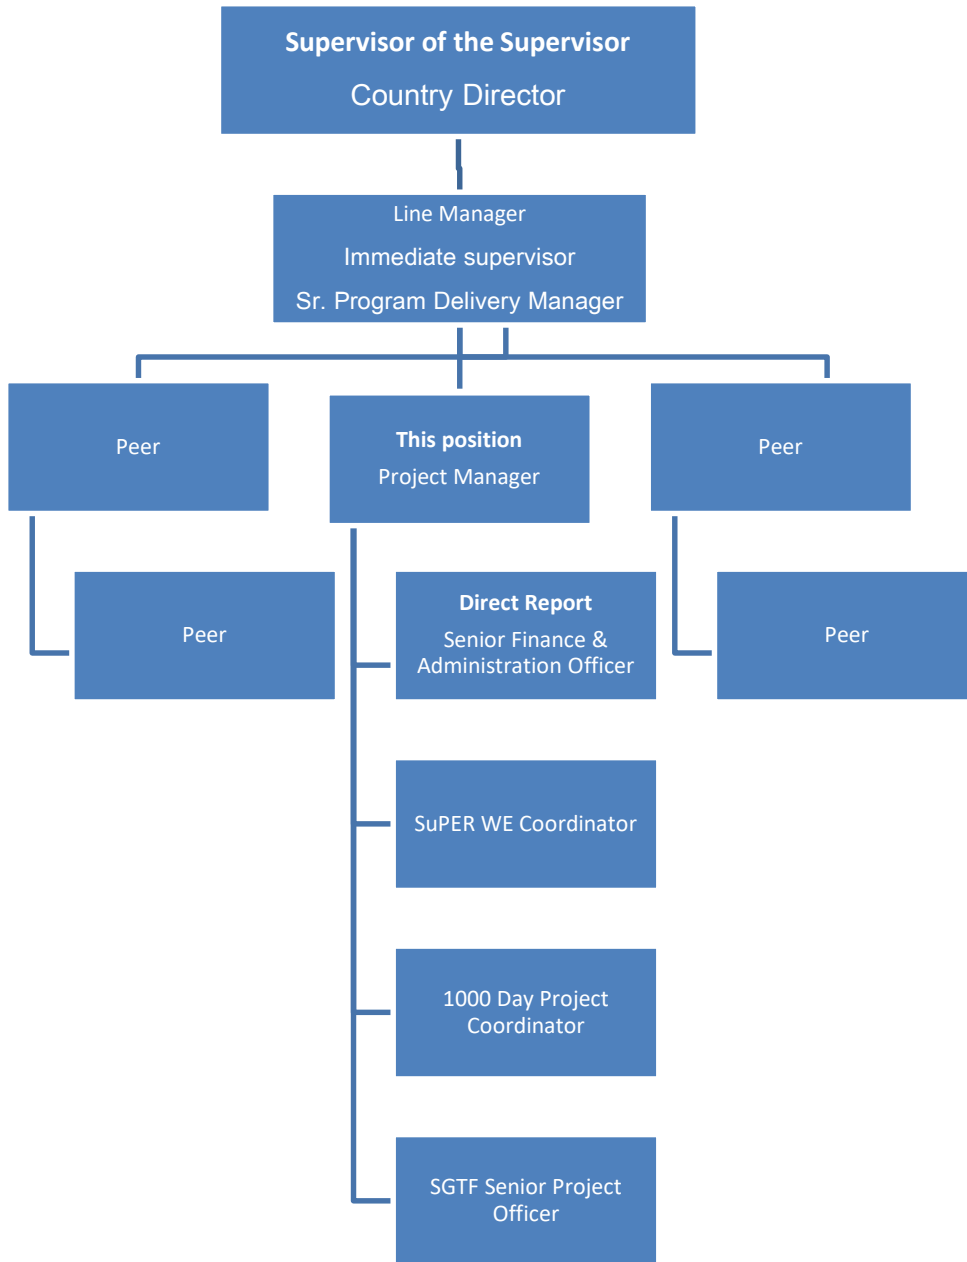 Supervisor of the Supervisor
Country Director
Line Manager
Immediate supervisor
Sr. Program Delivery Manager
Peer
This position
Project Manager
Peer
Peer
Direct Report
Senior Finance &
Administration Officer
Peer
SuPER WE Coordinator
1000 Day Project
Coordinator
SGTF Senior Project
Officer